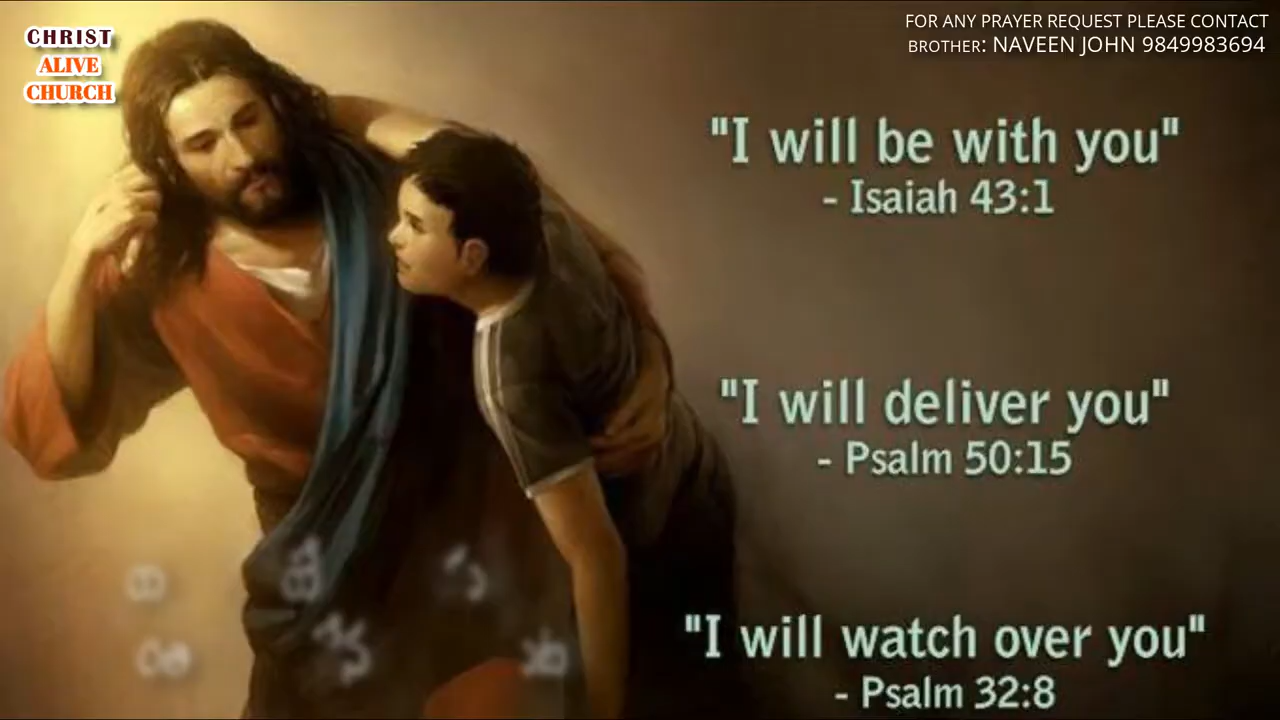 CHRIST
ALIVE
CHURCH
FOR ANY PRAYER REQUEST PLEASE CONTACT
BROTHER: NAVEEN JOHN 9849983694
"I will be with you"
- Isaiah 43:1
"I will deliver you"
- Psalm 50:15
"I will watch over you"
- Psalm 32:8